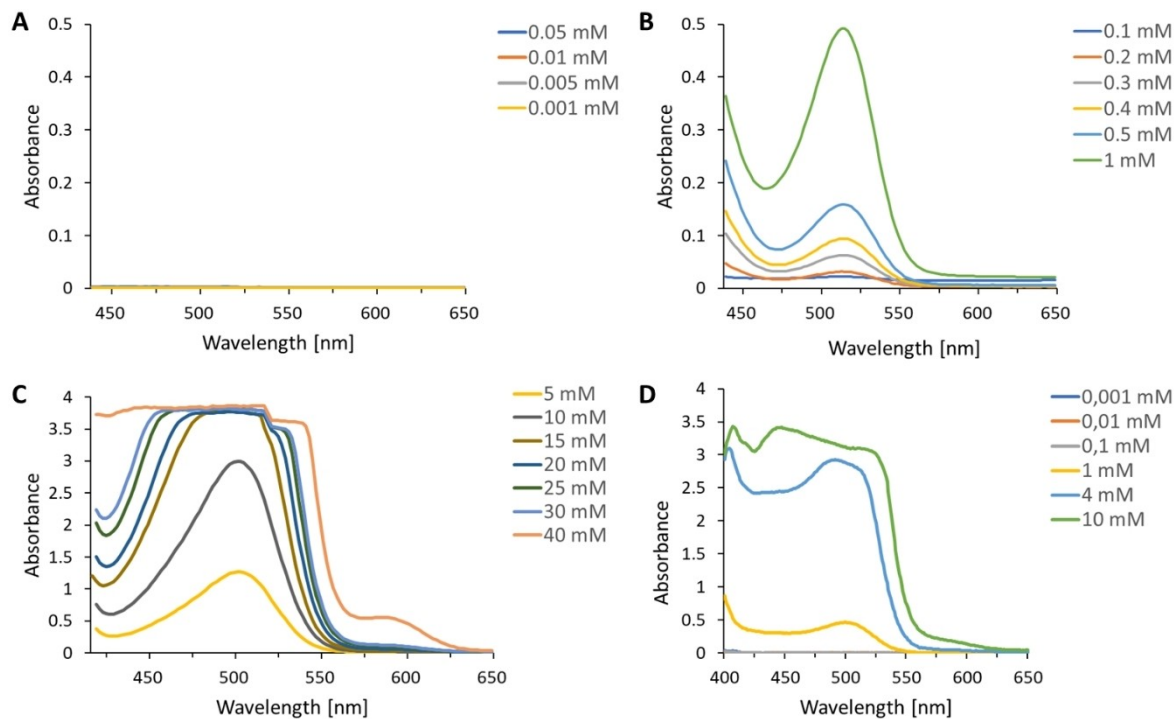 A
0.5
0.4
0.3
0.2
0.1
0
Absorbance
450
500
550
600
650
Wavelength [nm]
0.05 mM
0.01 mM
0.005 mM
0.001 mM
B
0.5
0.4
0.3
0.2
0.1
0
Absorbance
450
500
550
600
650
Wavelength [nm]
0.1 mM
0.2 mM
0.3 mM
0.4 mM
0.5 mM
1 mM
C
4
3.5
3
2.5
2
1.5
1
0.5
0
Absorbance
450
500
550
600
650
Wavelength [nm]
5 mM
10 mM
15 mM
20 mM
25 mM
30 mM
40 mM
D
4
3.5
3
2.5
2
1.5
1
0.5
0
Absorbance
400
450
500
550
600
650
Wavelength [nm]
0,001 mM
0,01 mM
0,1 mM
1 mM
4 mM
10 mM